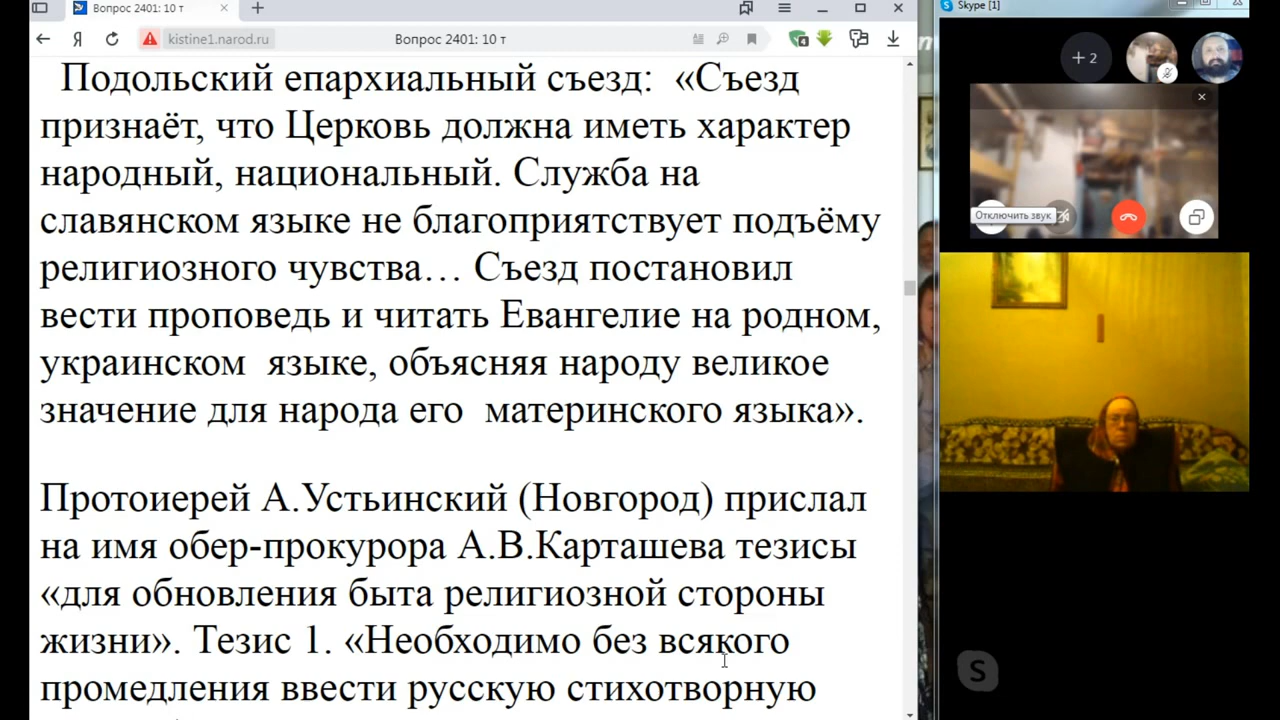 Вопрос 2401: 10 т
Я
kistine1.narod.ru
Вопрос 2401: 10 т
4
Подольский епархиальный съезд: «Съезд
признаёт, что Церковь должна иметь характер
народный, национальный. Служба на
славянском языке не благоприятствует подъёму
религиозного чувства… Съезд постановил
вести проповедь и читать Евангелие на родном,
украинском языке, объясняя народу великое
значение для народа его материнского языка».
Протоиерей А.Устьинский (Новгород) прислал
на имя обер-прокурора А.В.Карташева тезисы
«для обновления быта религиозной стороны
жизни». Тезис 1. «Необходимо без всякого
промедления ввести русскую стихотворную
Skype [1]
+2
Отключить звук
S